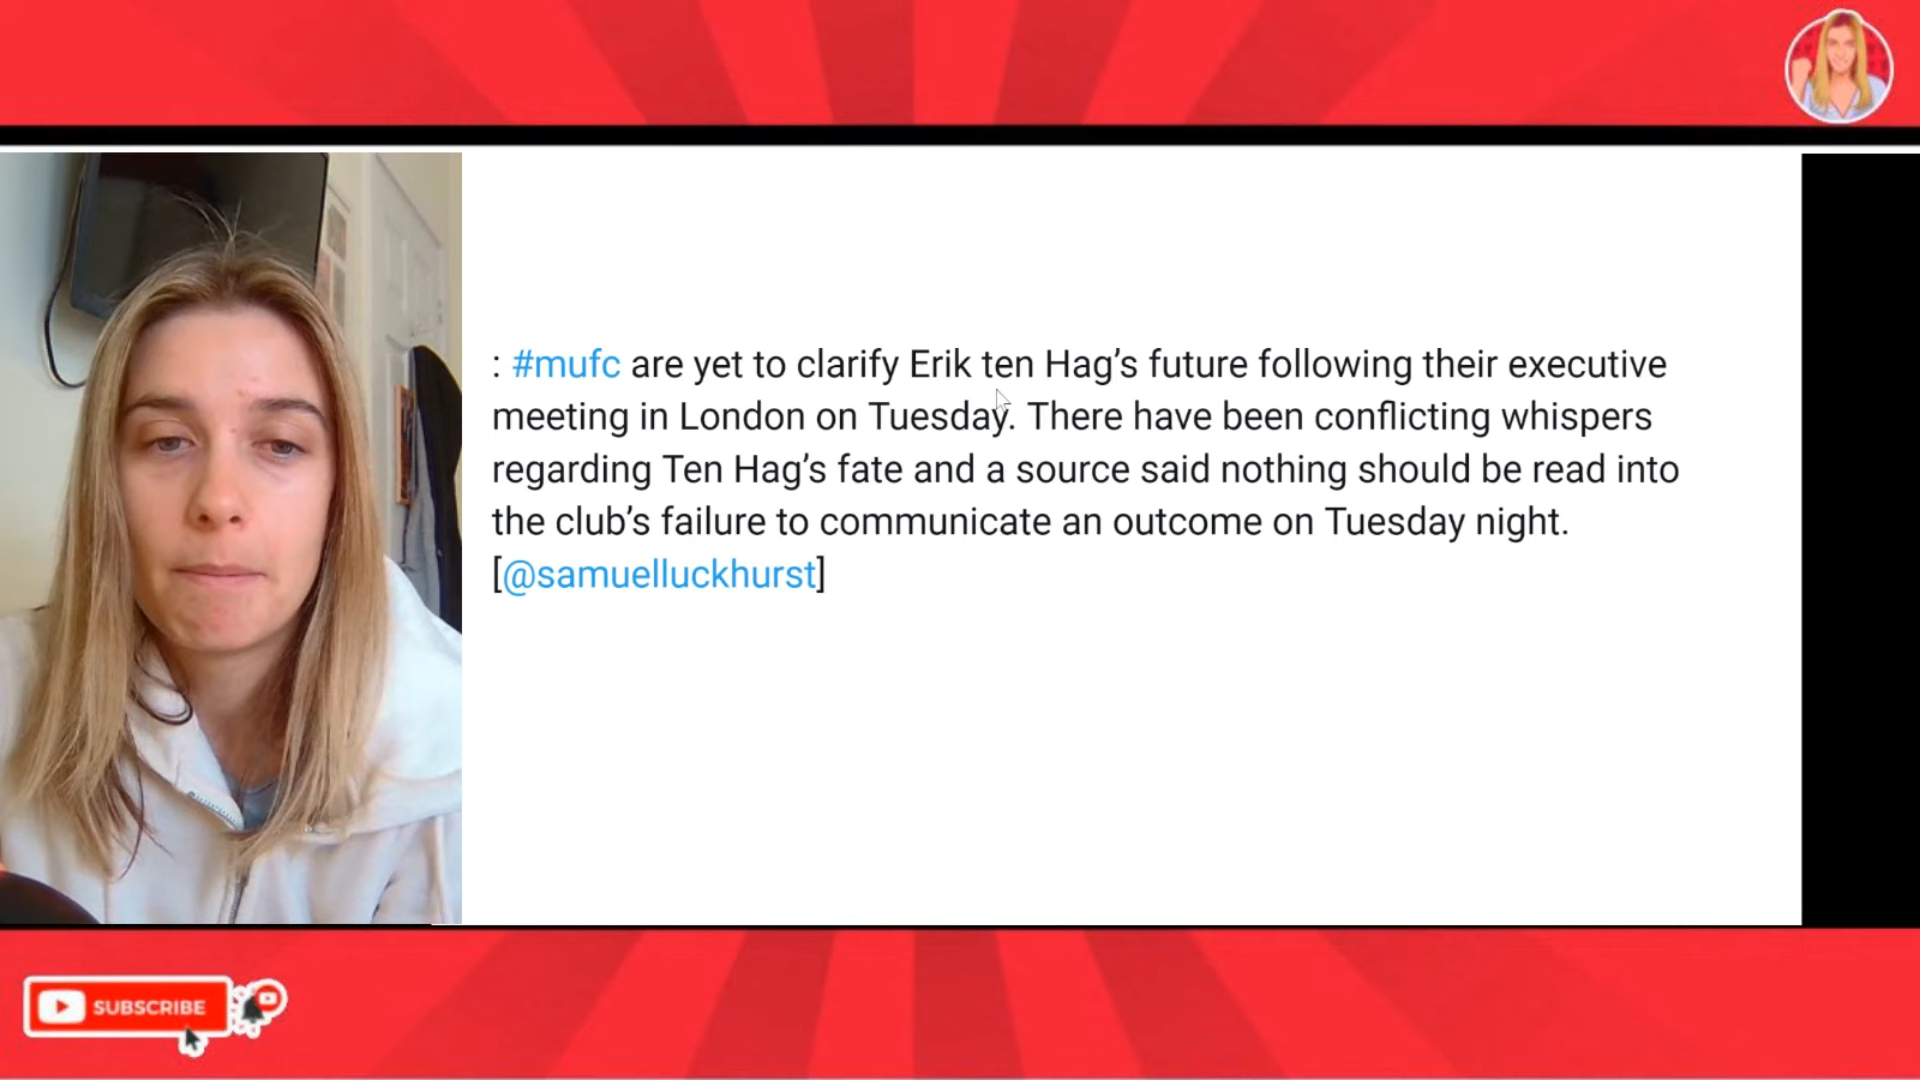 : #mufc are yet to clarify Erik ten Hag’s future following their executive
meeting in London on Tuesday. There have been conflicting whispers
regarding Ten Hag’s fate and a source said nothing should be read into
the club’s failure to communicate an outcome on Tuesday night.
[@samuelluckhurst]
SUBSCRIBE